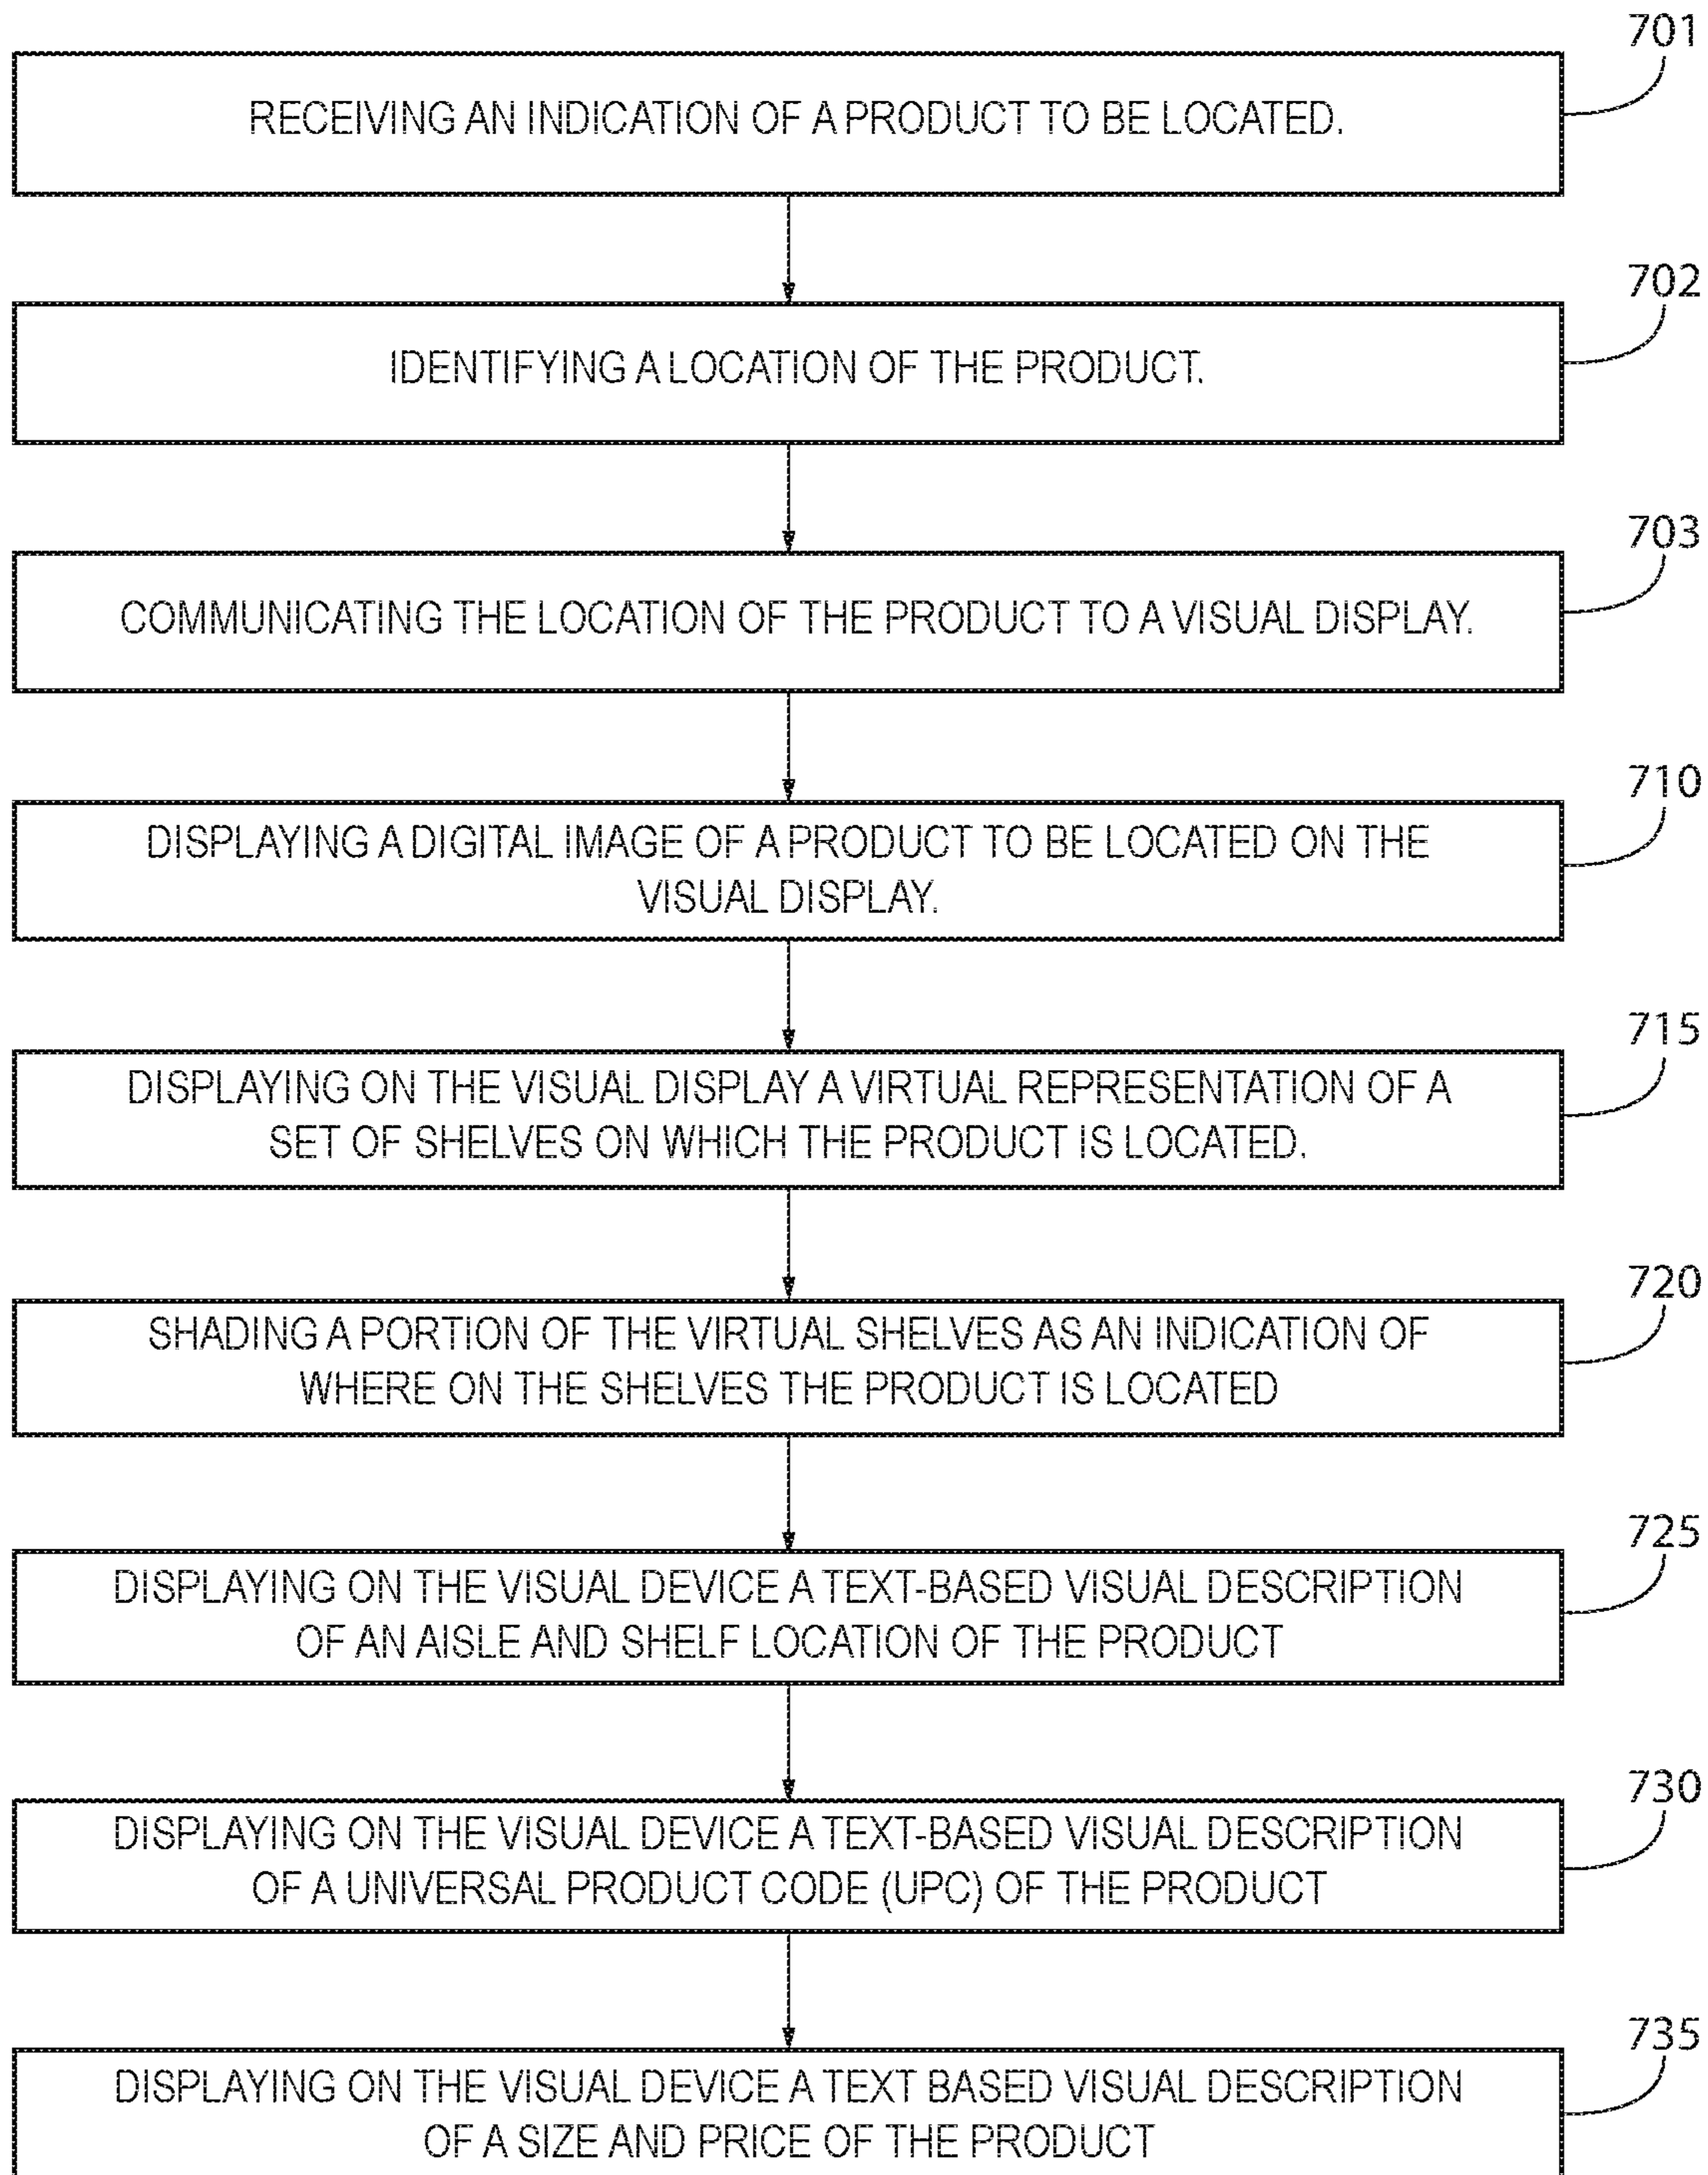 701
RECEIVING AN INDICATION OF A PRODUCT TO BE LOCATED.
702
IDENTIFYING A LOCATION OF THE PRODUCT.
703
COMMUNICATING THE LOCATION OF THE PRODUCT TO A VISUAL DISPLAY.
710
DISPLAYING A DIGITAL IMAGE OF A PRODUCT TO BE LOCATED ON THE
VISUAL DISPLAY.
715
DISPLAYING ON THE VISUAL DISPLAY A VIRTUAL REPRESENTATION OF A
SET OF SHELVES ON WHICH THE PRODUCT IS LOCATED.
720
SHADING A PORTION OF THE VIRTUAL SHELVES AS AN INDICATION OF
WHERE ON THE SHELVES THE PRODUCT IS LOCATED
725
DISPLAYING ON THE VISUAL DEVICE A TEXT-BASED VISUAL DESCRIPTION
OF AN AISLE AND SHELF LOCATION OF THE PRODUCT
730
DISPLAYING ON THE VISUAL DEVICE A TEXT-BASED VISUAL DESCRIPTION
OF A UNIVERSAL PRODUCT CODE (UPC) OF THE PRODUCT
735
DISPLAYING ON THE VISUAL DEVICE A TEXT BASED VISUAL DESCRIPTION
OF A SIZE AND PRICE OF THE PRODUCT